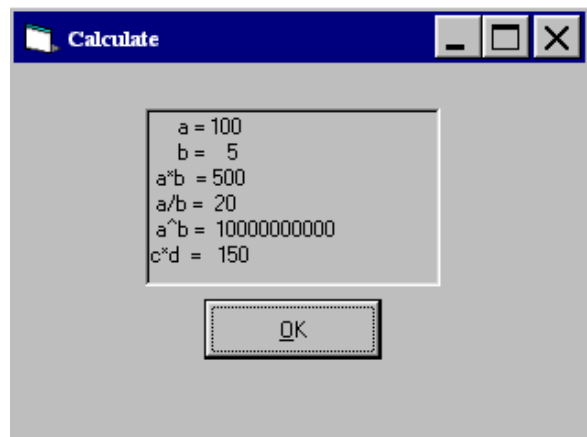 Calculate
a = 100
b = 5
a*b = 500
a/b = 20
a^b = 10000000000
c*d = 150
OK